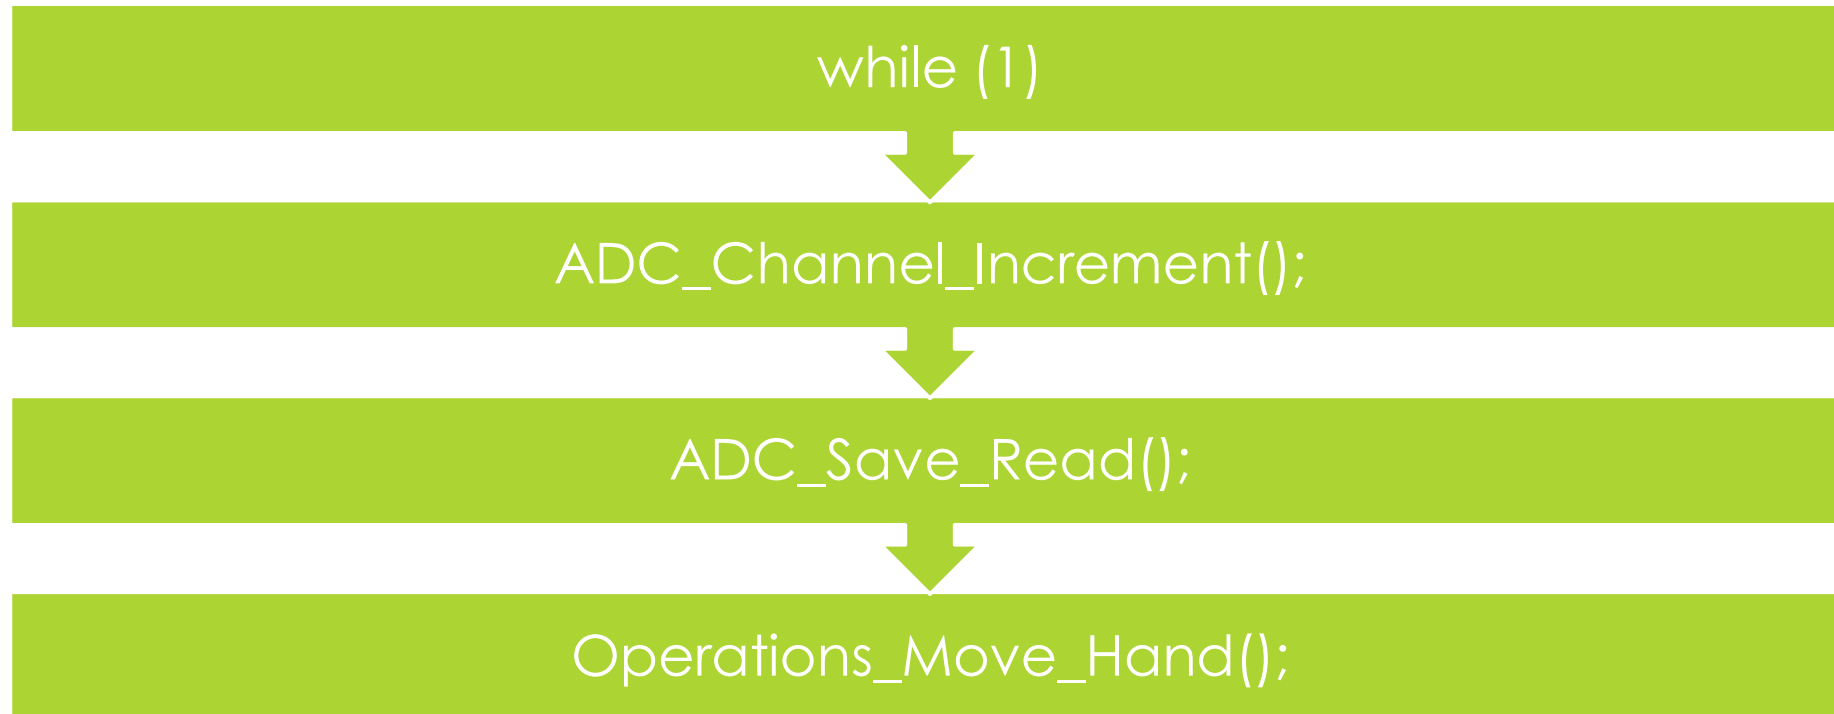 while (1)
ADC_Channel_Increment();
ADC_Save_Read();
Operations_Move_Hand();